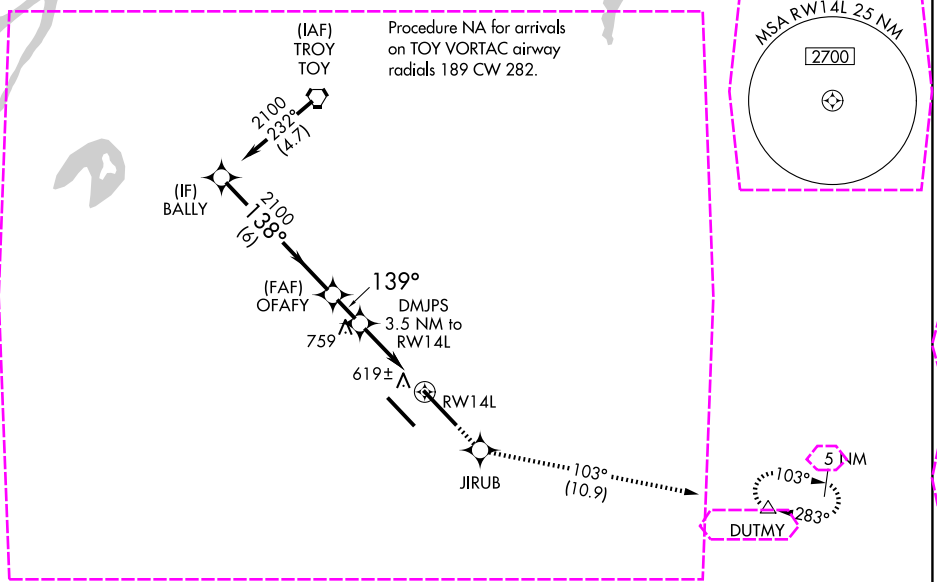 (IAF)
TROY
TOY
Procedure NA for arrivals
on TOY VORTAC airway
radials 189 CW 282.
MSA RW14L 25 NM
2700
2100
232°
(4.7)
(IF)
BALLY
2100
138°
(6)
(FAF)
OFAFY
139°
DMJPS
3.5 NM to
RW14L
759
619±
RW14L
JIRUB
103°
(10.9)
5 NM
103°
283°
DUTMY